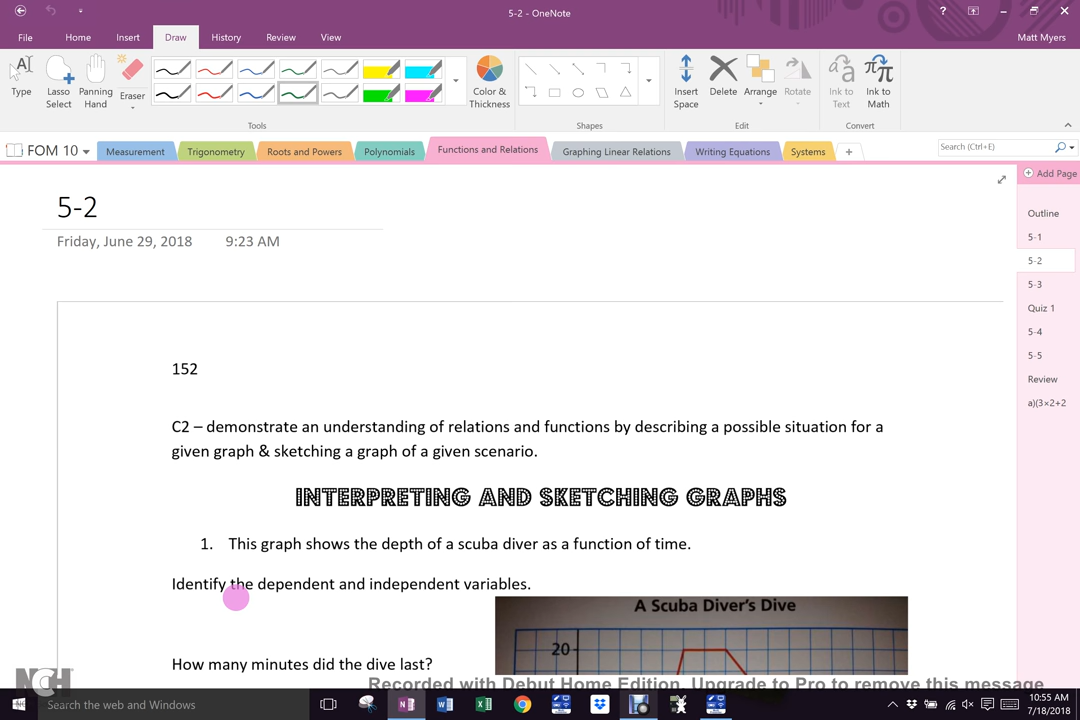 5-2 - OneNote
File Home Insert Draw History Review View Matt Myers
Type Lasso Select Panning Hand Eraser Color & Thickness Insert Space Delete Arrange Rotate Ink to Text Ink to Math
Tools Shapes Edit Convert
FOM 10 Measurement Trigonometry Roots and Powers Polynomials Functions and Relations Graphing Linear Relations Writing Equations Systems + Search (Ctrl+E)
Add Page
5-2
Outline
Friday, June 29, 2018 9:23 AM
5-1
5-2
5-3
Quiz 1
5-4
5-5
Review
a)(3×2+2
152
C2 – demonstrate an understanding of relations and functions by describing a possible situation for a
given graph & sketching a graph of a given scenario.
INTERPRETING AND SKETCHING GRAPHS
1. This graph shows the depth of a scuba diver as a function of time.
Identify the dependent and independent variables.
A Scuba Diver's Dive
20
How many minutes did the dive last?
NCH
Recorded with Debut Home Edition. Upgrade to Pro to remove this message
Search the web and Windows
10:55 AM
7/18/2018